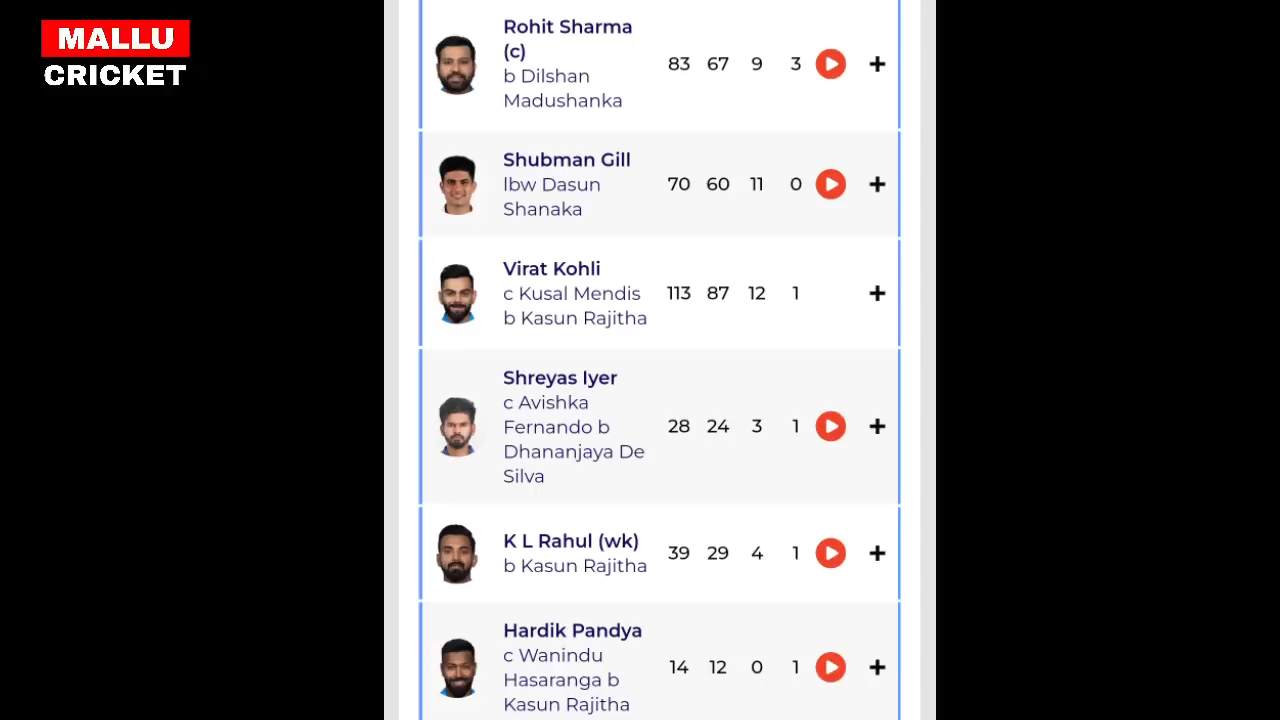 MALLU
CRICKET
Rohit Sharma
(c)
b Dilshan
Madushanka
83 67 9 3 +
Shubman Gill
lbw Dasun
Shanaka
70 60 11 0 +
Virat Kohli
c Kusal Mendis
b Kasun Rajitha
113 87 12 1 +
Shreyas Iyer
c Avishka
Fernando b
Dhananjaya De
Silva
28 24 3 1 +
K L Rahul (wk)
b Kasun Rajitha
39 29 4 1 +
Hardik Pandya
c Wanindu
Hasaranga b
Kasun Rajitha
14 12 0 1 +